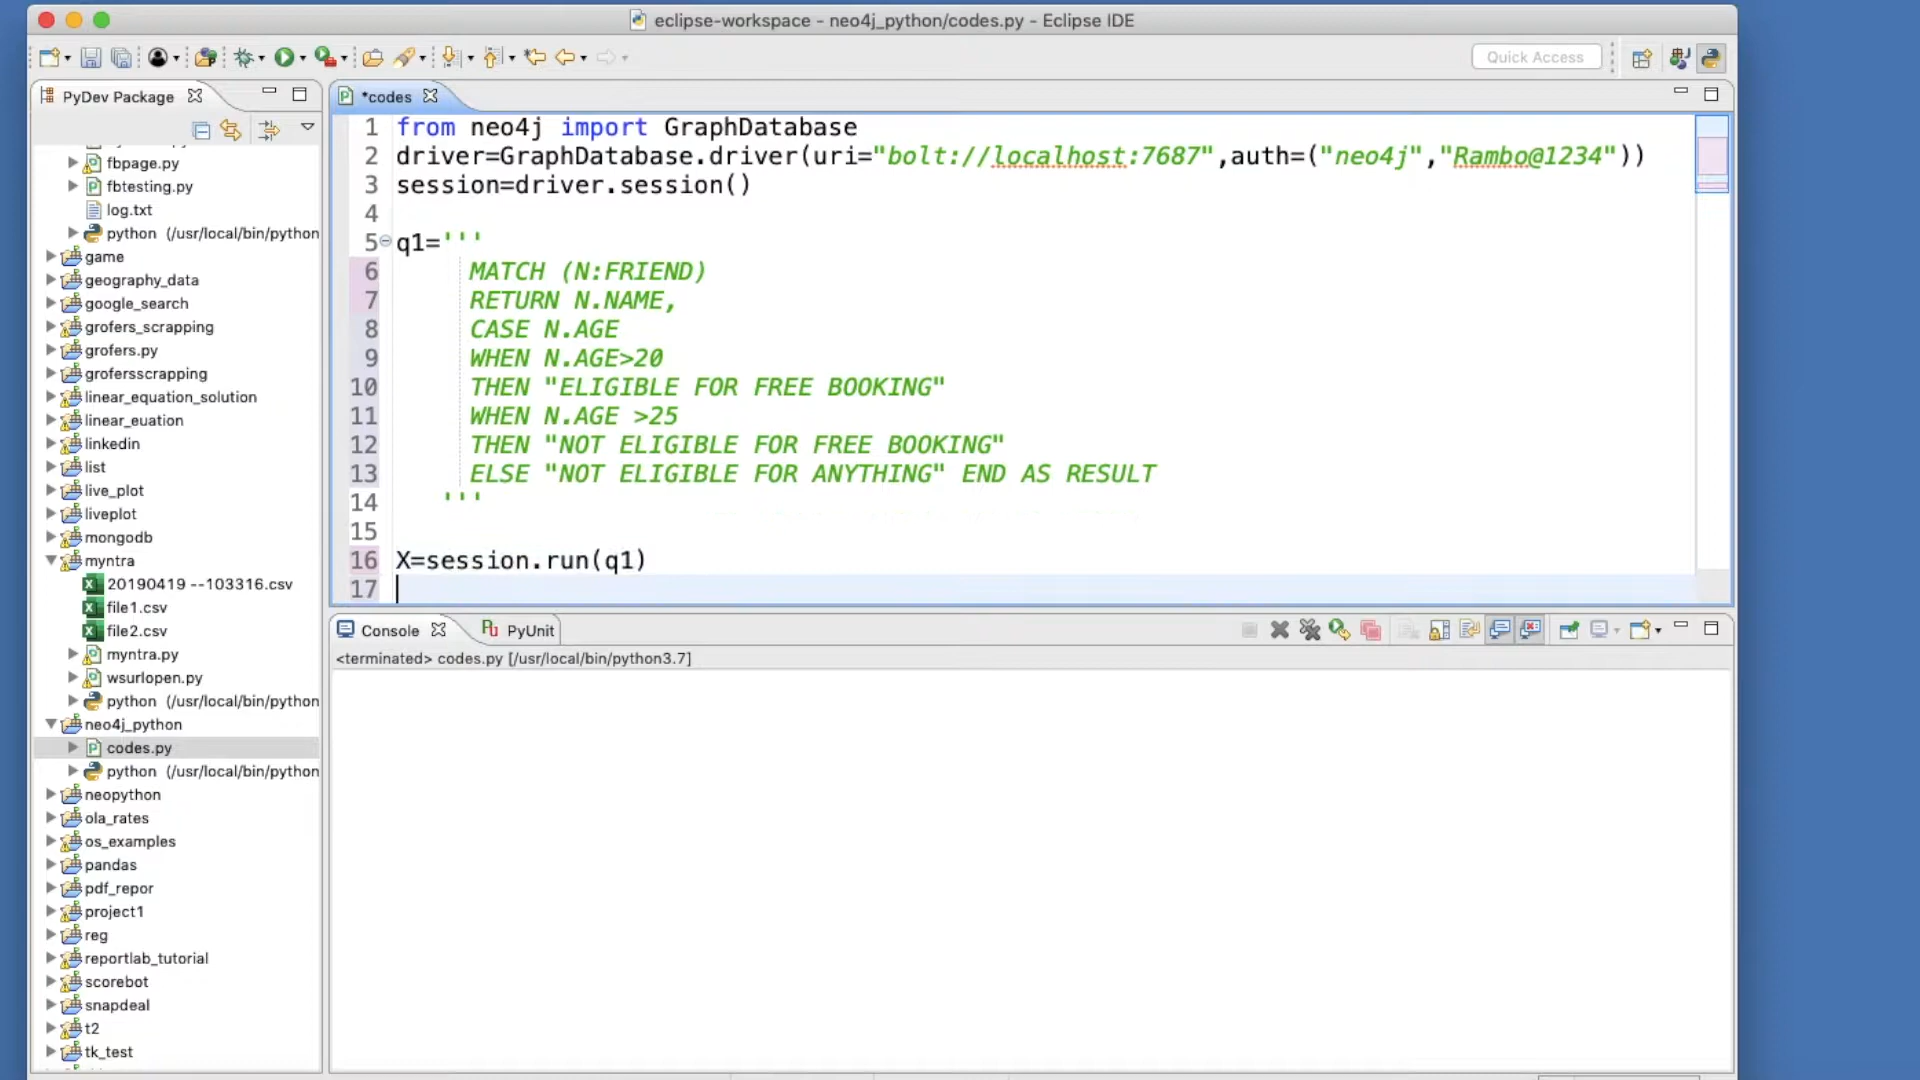 eclipse-workspace - neo4j_python/codes.py - Eclipse IDE
Quick Access
PyDev Package
fbpage.py
fbtesting.py
log.txt
python (/usr/local/bin/python
game
geography_data
google_search
grofers_scrapping
grofers.py
grofersscrapping
linear_equation_solution
linear_euation
linkedin
list
live_plot
liveplot
mongodb
myntra
20190419 --103316.csv
file1.csv
file2.csv
myntra.py
wsurlopen.py
python (/usr/local/bin/python
neo4j_python
codes.py
python (/usr/local/bin/python
neopython
ola_rates
os_examples
pandas
pdf_repor
project1
reg
reportlab_tutorial
scorebot
snapdeal
t2
tk_test
*codes
1 from neo4j import GraphDatabase
2 driver=GraphDatabase.driver(uri="bolt://localhost:7687",auth=("neo4j","Rambo@1234"))
3 session=driver.session()
4
5 q1='''
6 MATCH (N:FRIEND)
7 RETURN N.NAME,
8 CASE N.AGE
9 WHEN N.AGE>20
10 THEN "ELIGIBLE FOR FREE BOOKING"
11 WHEN N.AGE >25
12 THEN "NOT ELIGIBLE FOR FREE BOOKING"
13 ELSE "NOT ELIGIBLE FOR ANYTHING" END AS RESULT
14 '''
15
16 X=session.run(q1)
17
Console
PyUnit
<terminated> codes.py [/usr/local/bin/python3.7]